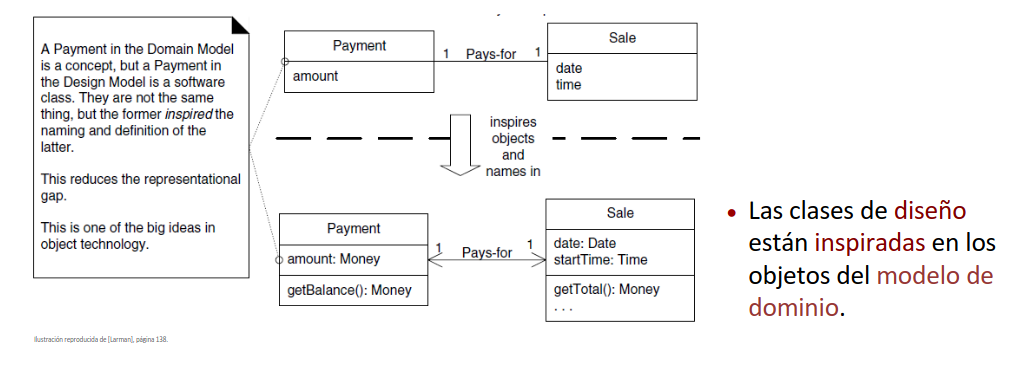 A Payment in the Domain Model
is a concept, but a Payment in
the Design Model is a software
class. They are not the same
thing, but the former inspired the
naming and definition of the
latter.
This reduces the representational
gap.
This is one of the big ideas in
object technology.
Payment
amount
1 Pays-for 1
Sale
date
time
inspires
objects
and
names in
Payment
amount: Money
getBalance(): Money
1 Pays-for 1
Sale
date: Date
startTime: Time
getTotal(): Money
. . .
• Las clases de diseño
están inspiradas en los
objetos del modelo de
dominio.
Ilustración reproducida de [Larman], página 138.